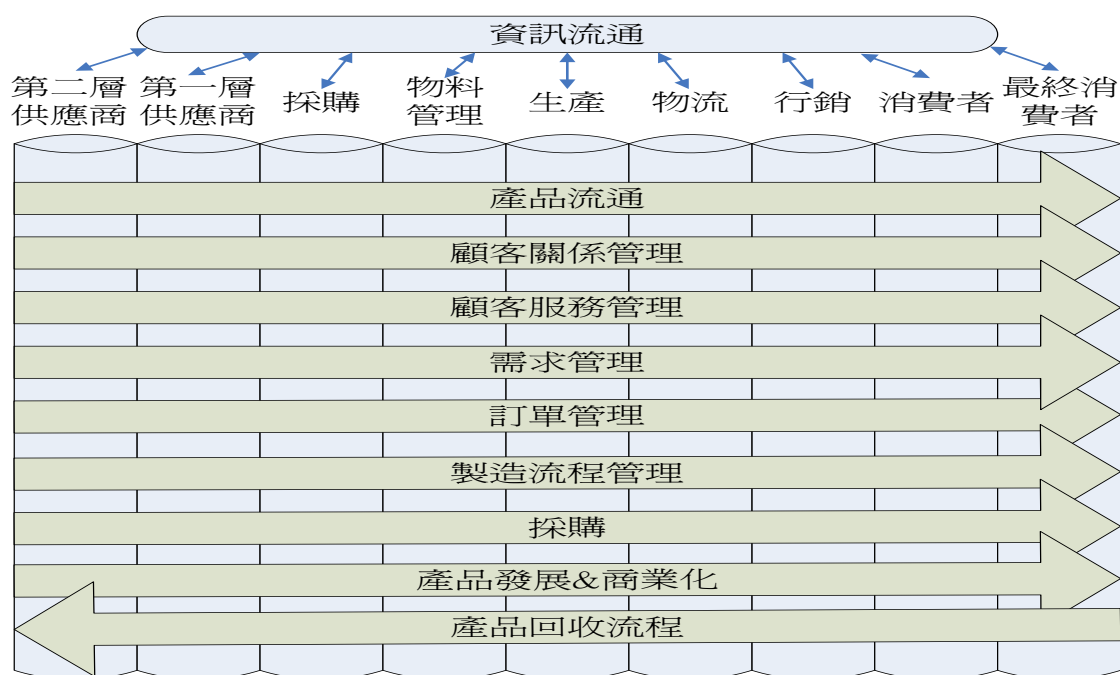 資訊流通
第二層
供應商
第一層
供應商
採購
物料
管理
生產
物流
行銷
消費者
最終消
費者
產品流通
顧客關係管理
顧客服務管理
需求管理
訂單管理
製造流程管理
採購
產品發展&商業化
產品回收流程